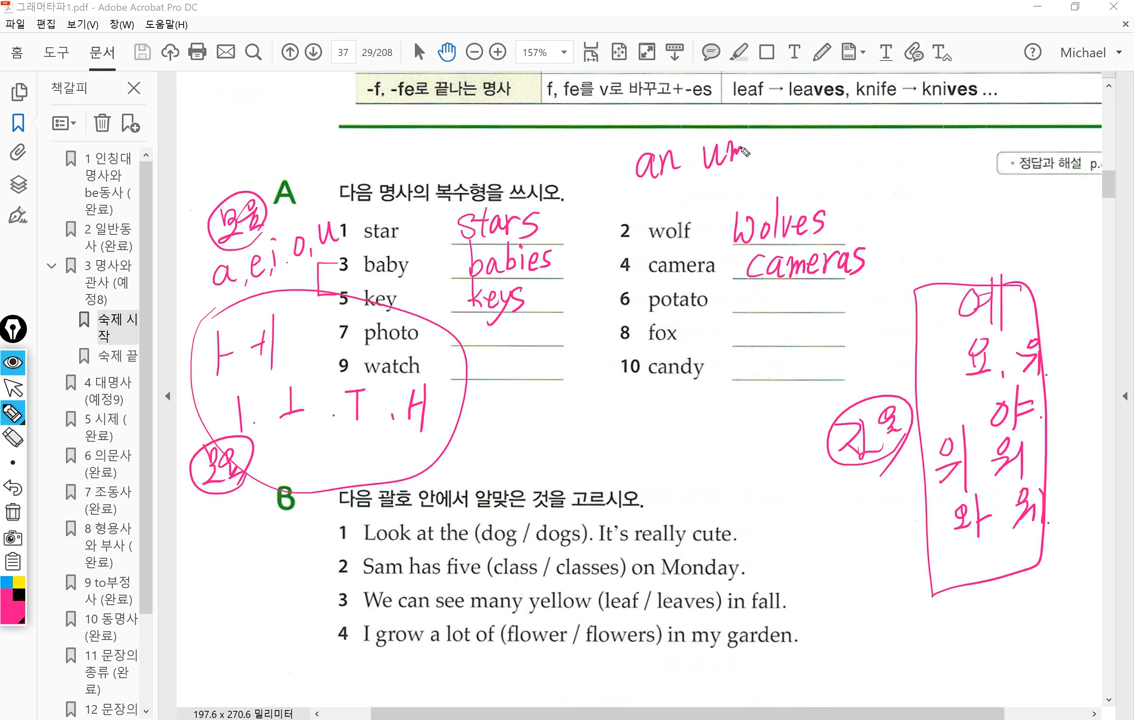 그래머타파1.pdf - Adobe Acrobat Pro DC
파일 편집 보기(V) 창(W) 도움말(H)
홈 도구 문서 37 29/208 157% Michael
책갈피
1 인칭대
명사와
be동사 (
완료)
2 일반동
사 (완료)
3 명사와
관사 (예
정8)
숙제 시
작
숙제 끝
4 대명사
(예정9)
5 시제 (
완료)
6 의문사
(완료)
7 조동사
(완료)
8 형용사
와 부사 (
완료)
9 to부정
사 (완료)
10 동명사
(완료)
11 문장의
종류 (완
료)
12 문장의
-f, -fe로 끝나는 명사 f, fe를 v로 바꾸고+-es leaf → leaves, knife → knives ...
an um
• 정답과 해설 p.
A 다음 명사의 복수형을 쓰시오.
모음
a, e, i, o, u
1 star stars
2 wolf wolves
3 baby babies
4 camera cameras
5 key keys
6 potato
7 photo
8 fox
9 watch
10 candy
ㅏ ㅐ
ㅣ. ㅗ . ㅜ , ㅐ
모음
자음
예
요, 유
야
위 워
와 왜
B 다음 괄호 안에서 알맞은 것을 고르시오.
1 Look at the (dog / dogs). It's really cute.
2 Sam has five (class / classes) on Monday.
3 We can see many yellow (leaf / leaves) in fall.
4 I grow a lot of (flower / flowers) in my garden.
197.6 x 270.6 밀리미터